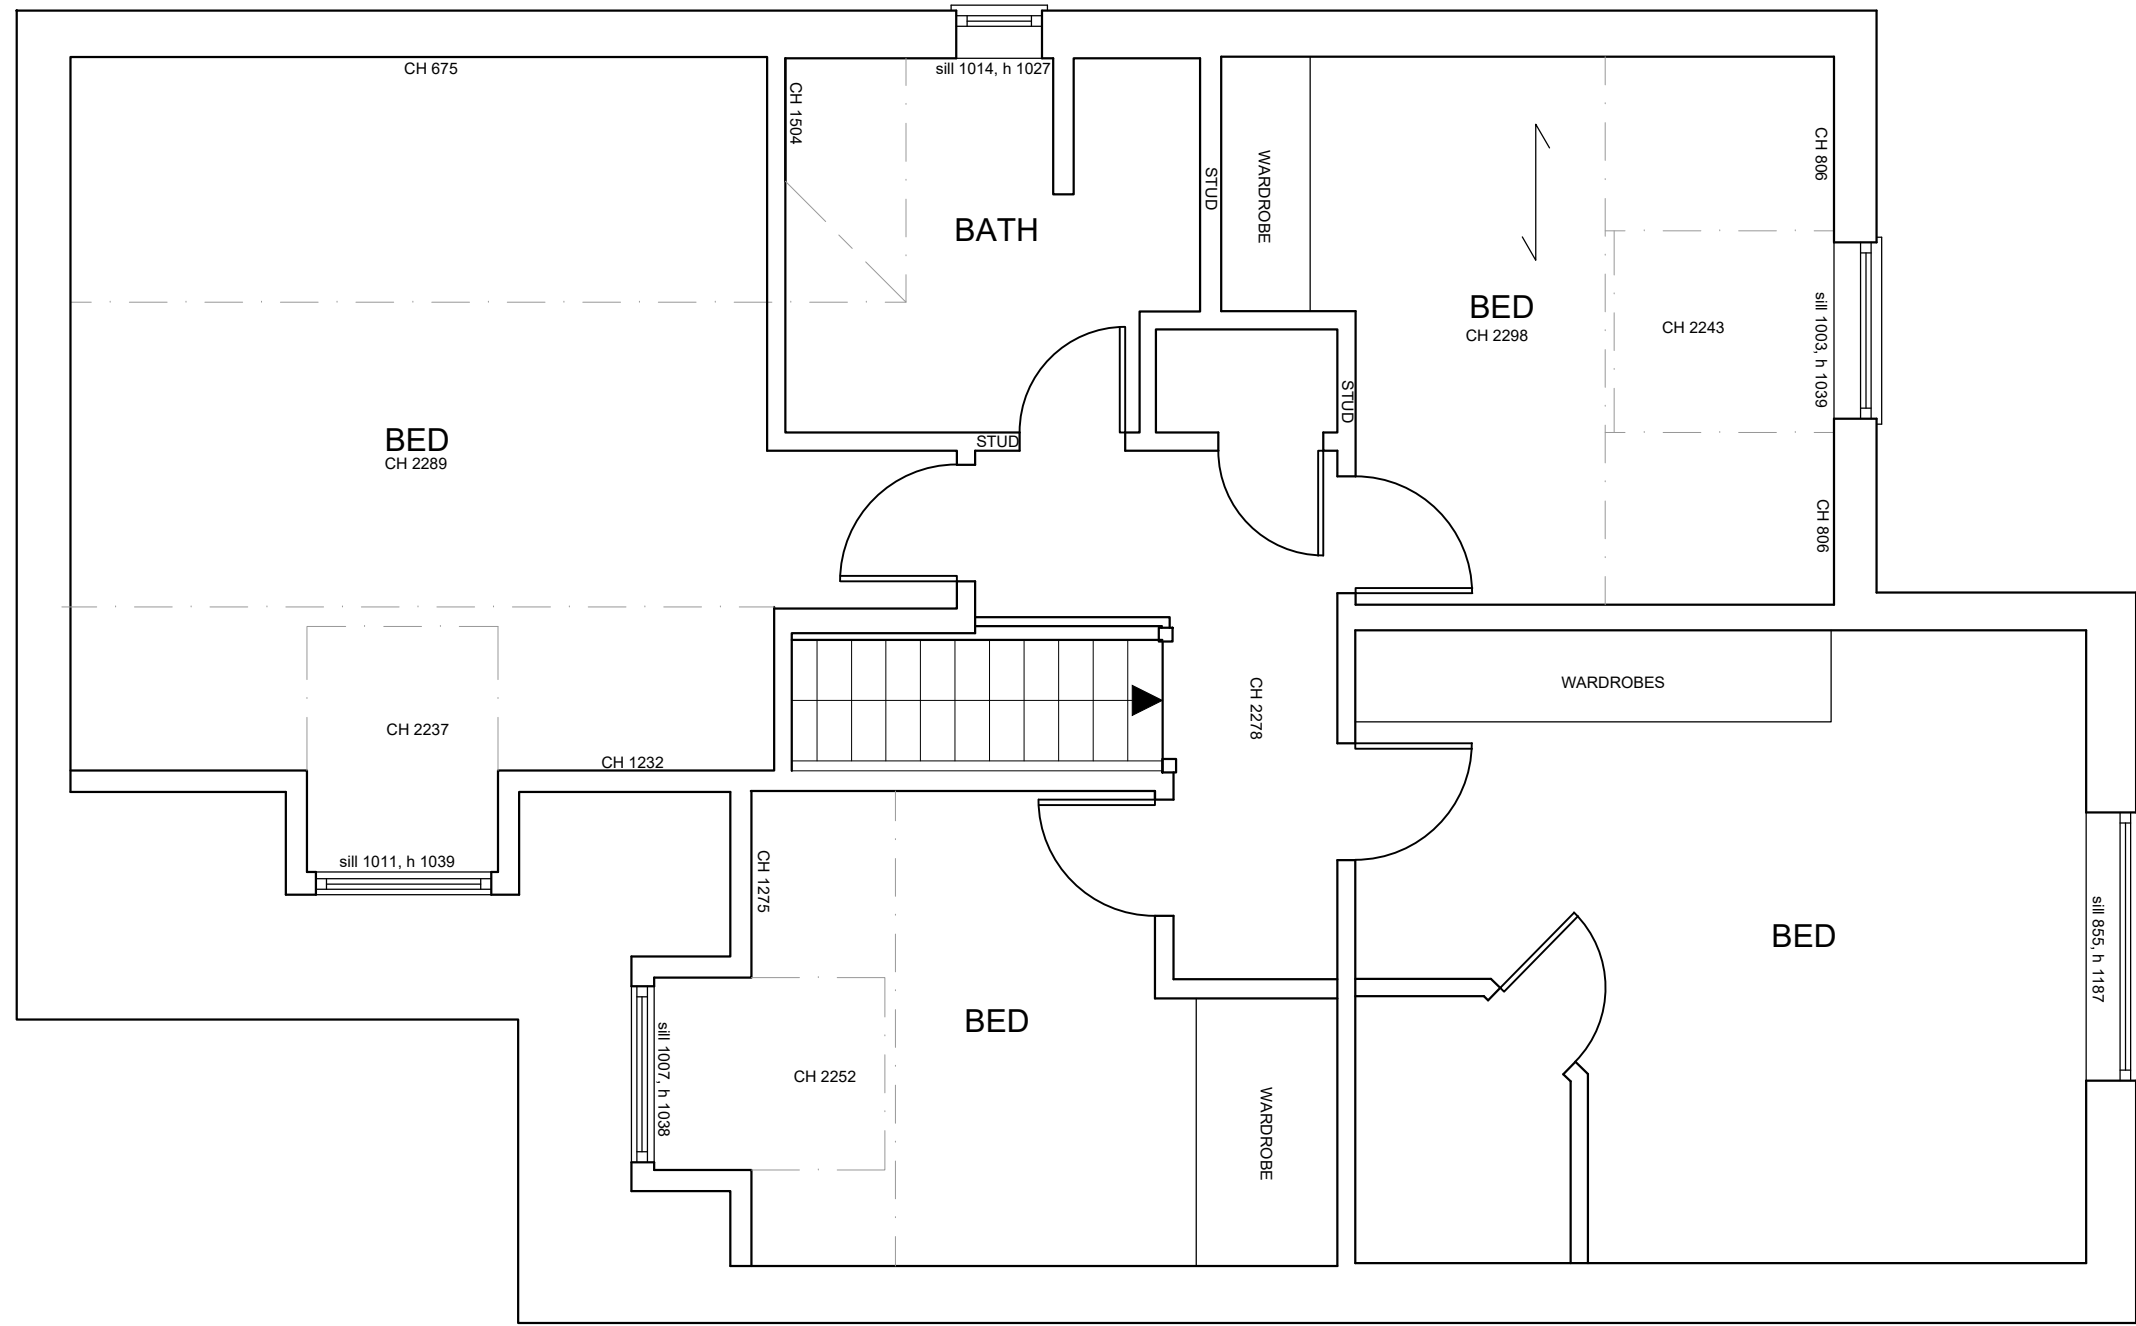 CH 675
sill 1014, h 1027
CH 1504
STUD
WARDROBE
CH 806
BATH
BED
CH 2298
CH 2243
sill 1003, h 1039
STUD
BED
CH 2289
STUD
CH 806
CH 2237
CH 1232
CH 2278
WARDROBES
sill 1011, h 1039
CH 1275
BED
sill 855, h 1187
BED
sill 1007, h 1038
CH 2252
WARDROBE